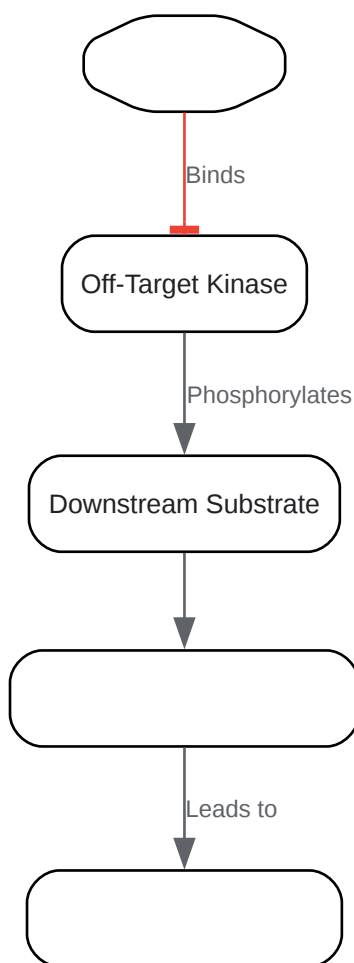 Binds
Off-Target Kinase
Phosphorylates
Downstream Substrate
Leads to